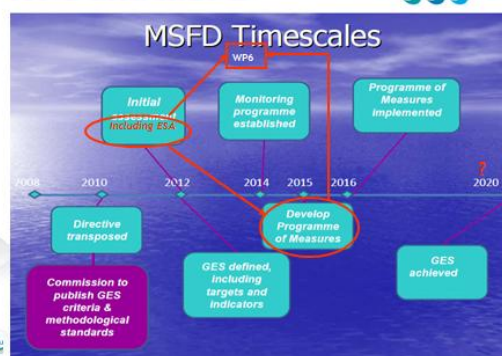 MSFD Timescales
WP6
Initial
assessment
Including ESA
Monitoring
programme
established
Programme of
Measures
implemented
?
2008
2010
2012
2014
2015
2016
2020
Directive
transposed
Develop
Programme
of Measures
Commission to
publish GES
criteria &
methodological
standards
GES defined,
including
targets and
indicators
GES
achieved